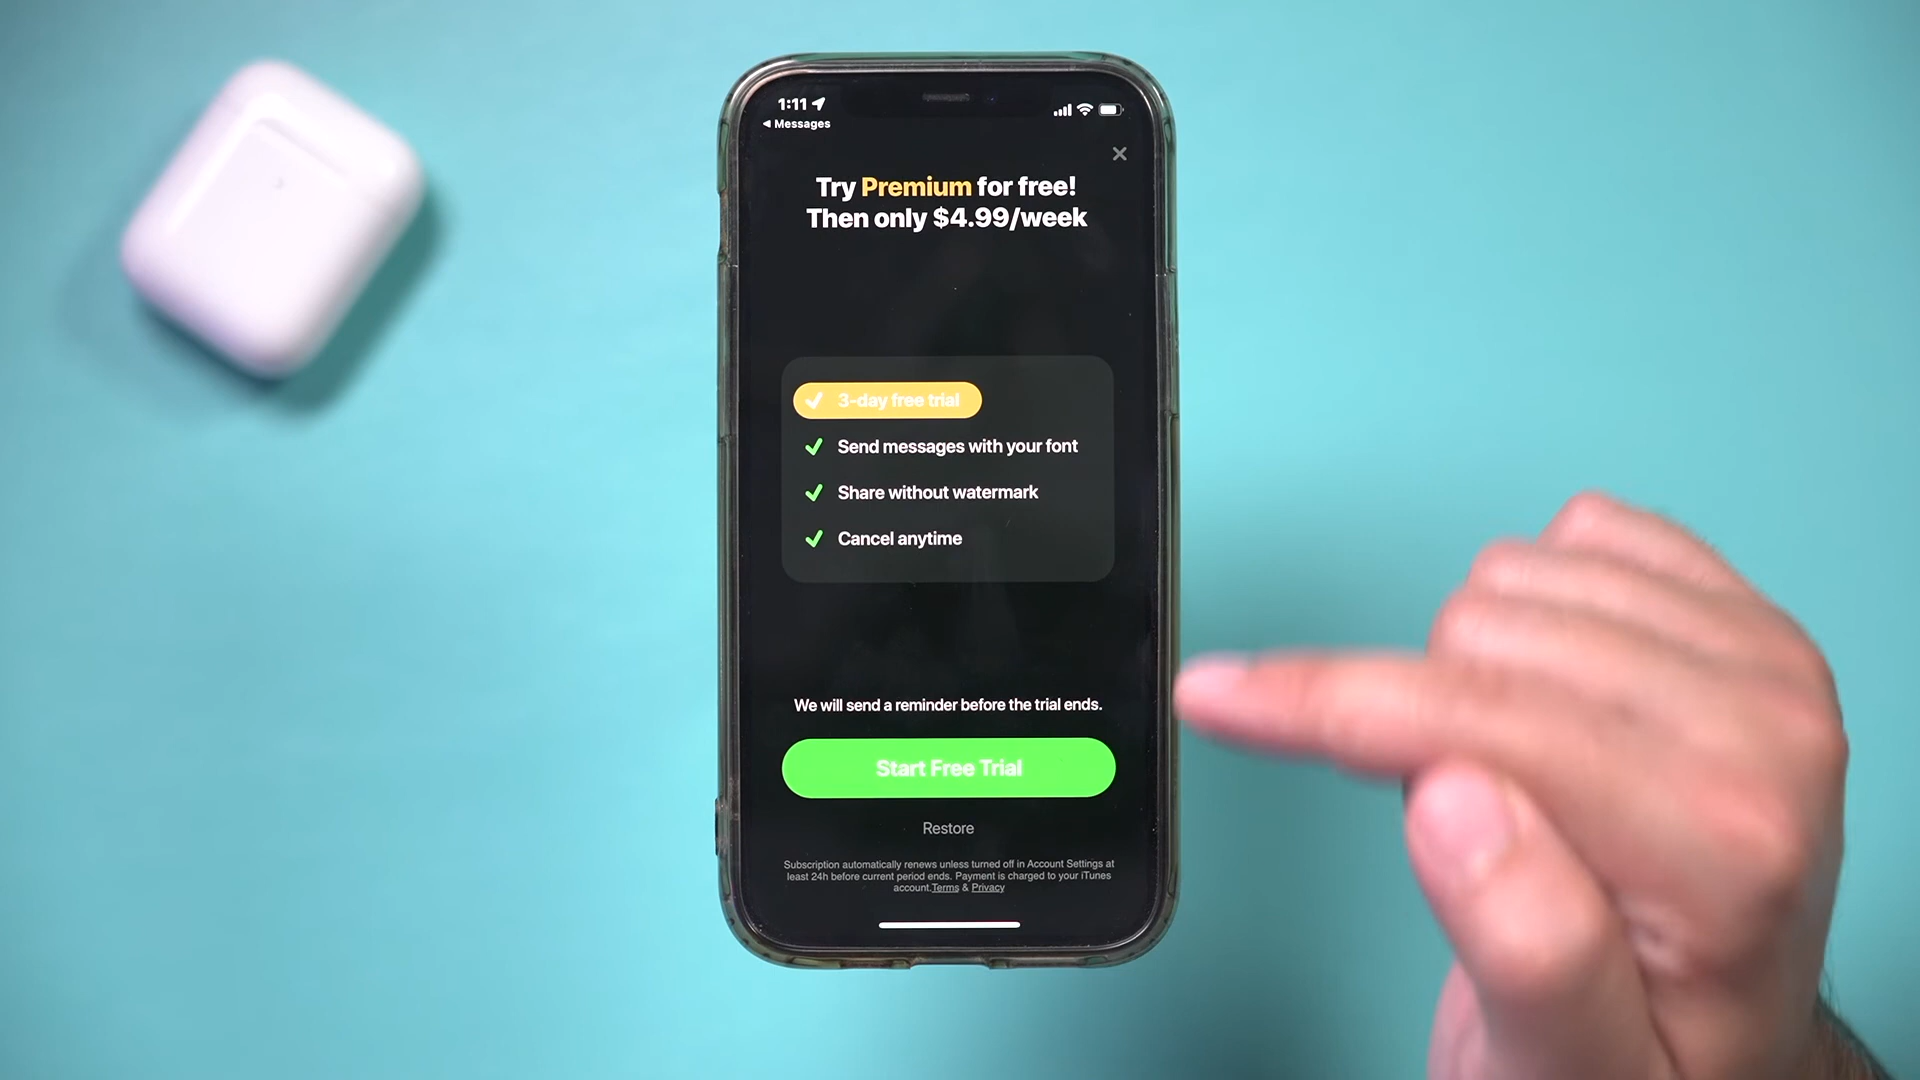 1:11
Messages
Try Premium for free!
Then only $4.99/week
3-day free trial
Send messages with your font
Share without watermark
Cancel anytime
We will send a reminder before the trial ends.
Start Free Trial
Restore
Subscription automatically renews unless turned off in Account Settings at
least 24h before current period ends. Payment is charged to your iTunes
account.Terms & Privacy